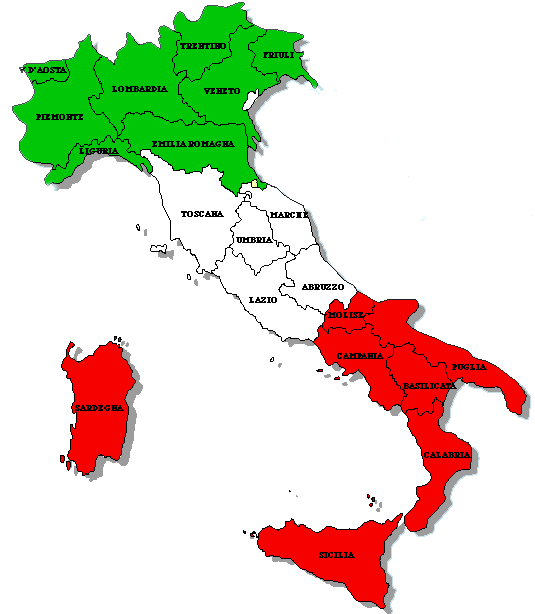 TRENTINO
FRIULI
V D'AOSTA
LOMBARDIA
VENETO
PIEMONTE
EMILIA ROMAGNA
LIGURIA
TOSCANA
MARCHE
UMBRIA
ABRUZZO
LAZIO
MOLISE
CAMPANIA
PUGLIA
BASILICATA
SARDEGNA
CALABRIA
SICILIA